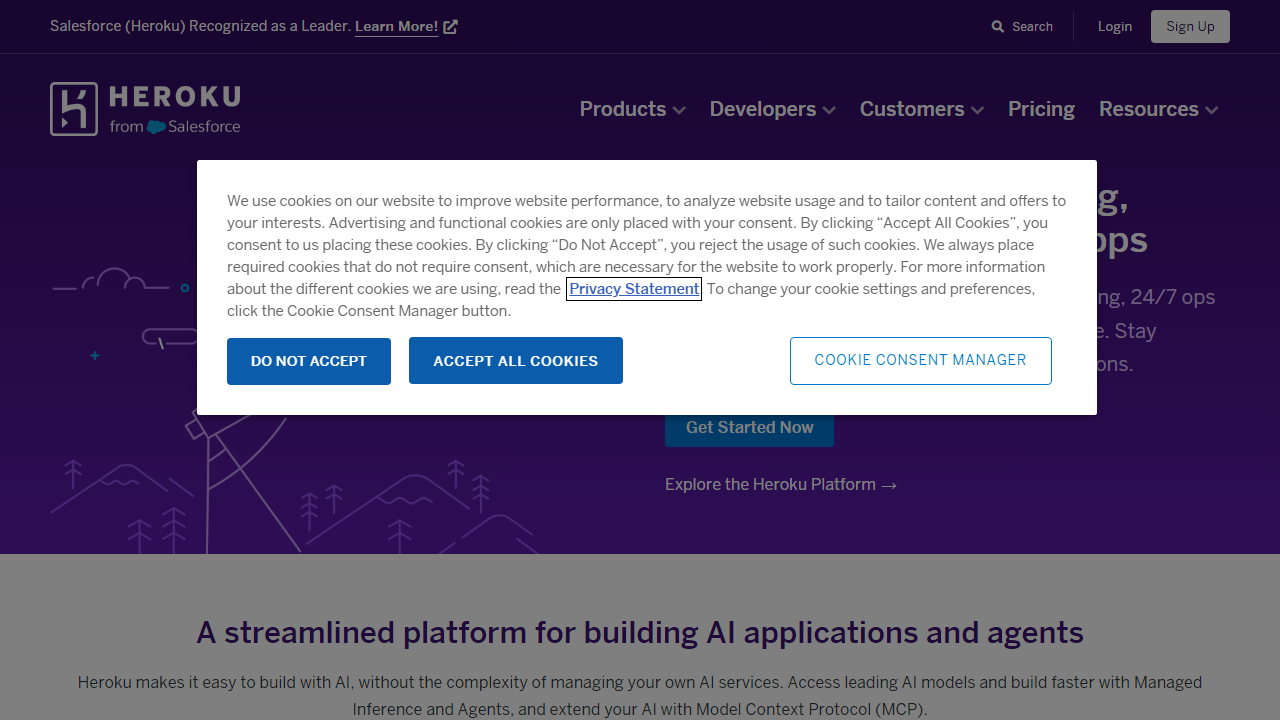 Salesforce (Heroku) Recognized as a Leader. Learn More!
Search
Login
Sign Up
HEROKU
from Salesforce
Products
Developers
Customers
Pricing
Resources
We use cookies on our website to improve website performance, to analyze website usage and to tailor content and offers to
your interests. Advertising and functional cookies are only placed with your consent. By clicking “Accept All Cookies”, you
consent to us placing these cookies. By clicking “Do Not Accept”, you reject the usage of such cookies. We always place
required cookies that do not require consent, which are necessary for the website to work properly. For more information
about the different cookies we are using, read the Privacy Statement. To change your cookie settings and preferences,
click the Cookie Consent Manager button.
DO NOT ACCEPT
ACCEPT ALL COOKIES
COOKIE CONSENT MANAGER
24/7 ops
Stay
Get Started Now
Explore the Heroku Platform →
A streamlined platform for building AI applications and agents
Heroku makes it easy to build with AI, without the complexity of managing your own AI services. Access leading AI models and build faster with Managed
Inference and Agents, and extend your AI with Model Context Protocol (MCP).